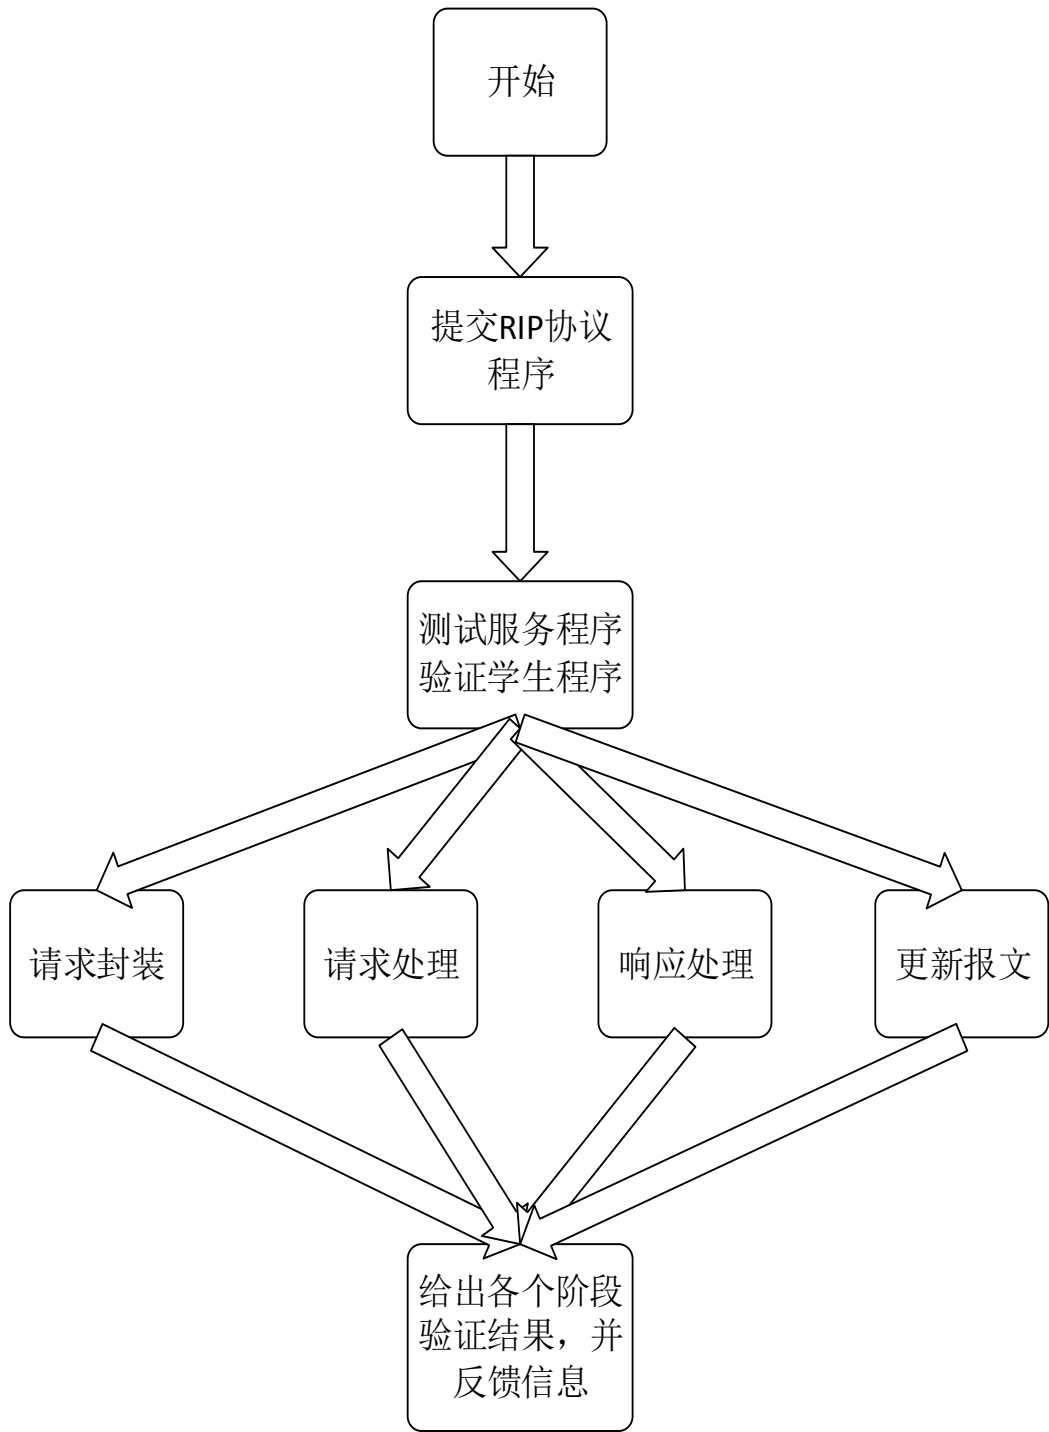 开始
提交RIP协议
程序
测试服务程序
验证学生程序
请求封装
请求处理
响应处理
更新报文
给出各个阶段
验证结果，并
反馈信息